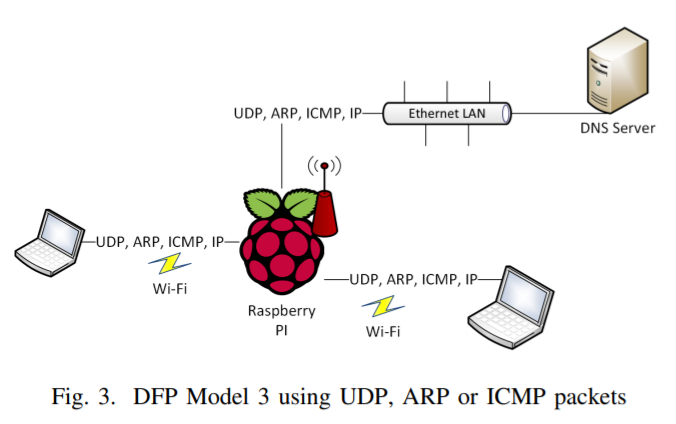 UDP, ARP, ICMP, IP
Ethernet LAN
DNS Server
UDP, ARP, ICMP, IP
Wi-Fi
Raspberry
PI
UDP, ARP, ICMP, IP
Wi-Fi
Fig. 3. DFP Model 3 using UDP, ARP or ICMP packets